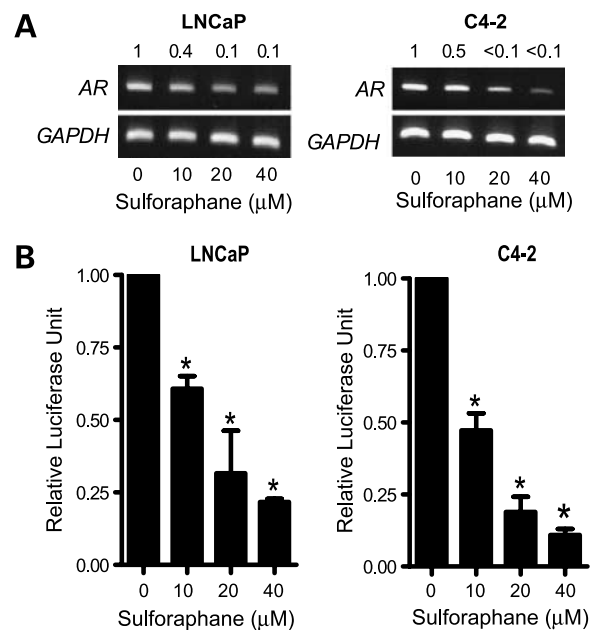 A
LNCaP
C4-2
1 0.4 0.1 0.1
1 0.5 <0.1 <0.1
AR
AR
GAPDH
GAPDH
0 10 20 40
0 10 20 40
Sulforaphane (μM)
Sulforaphane (μM)
B
LNCaP
Relative Luciferase Unit
1.00
0.75
0.50
0.25
0.00
* * *
0 10 20 40
Sulforaphane (μM)
C4-2
Relative Luciferase Unit
1.00
0.75
0.50
0.25
0.00
* * *
0 10 20 40
Sulforaphane (μM)